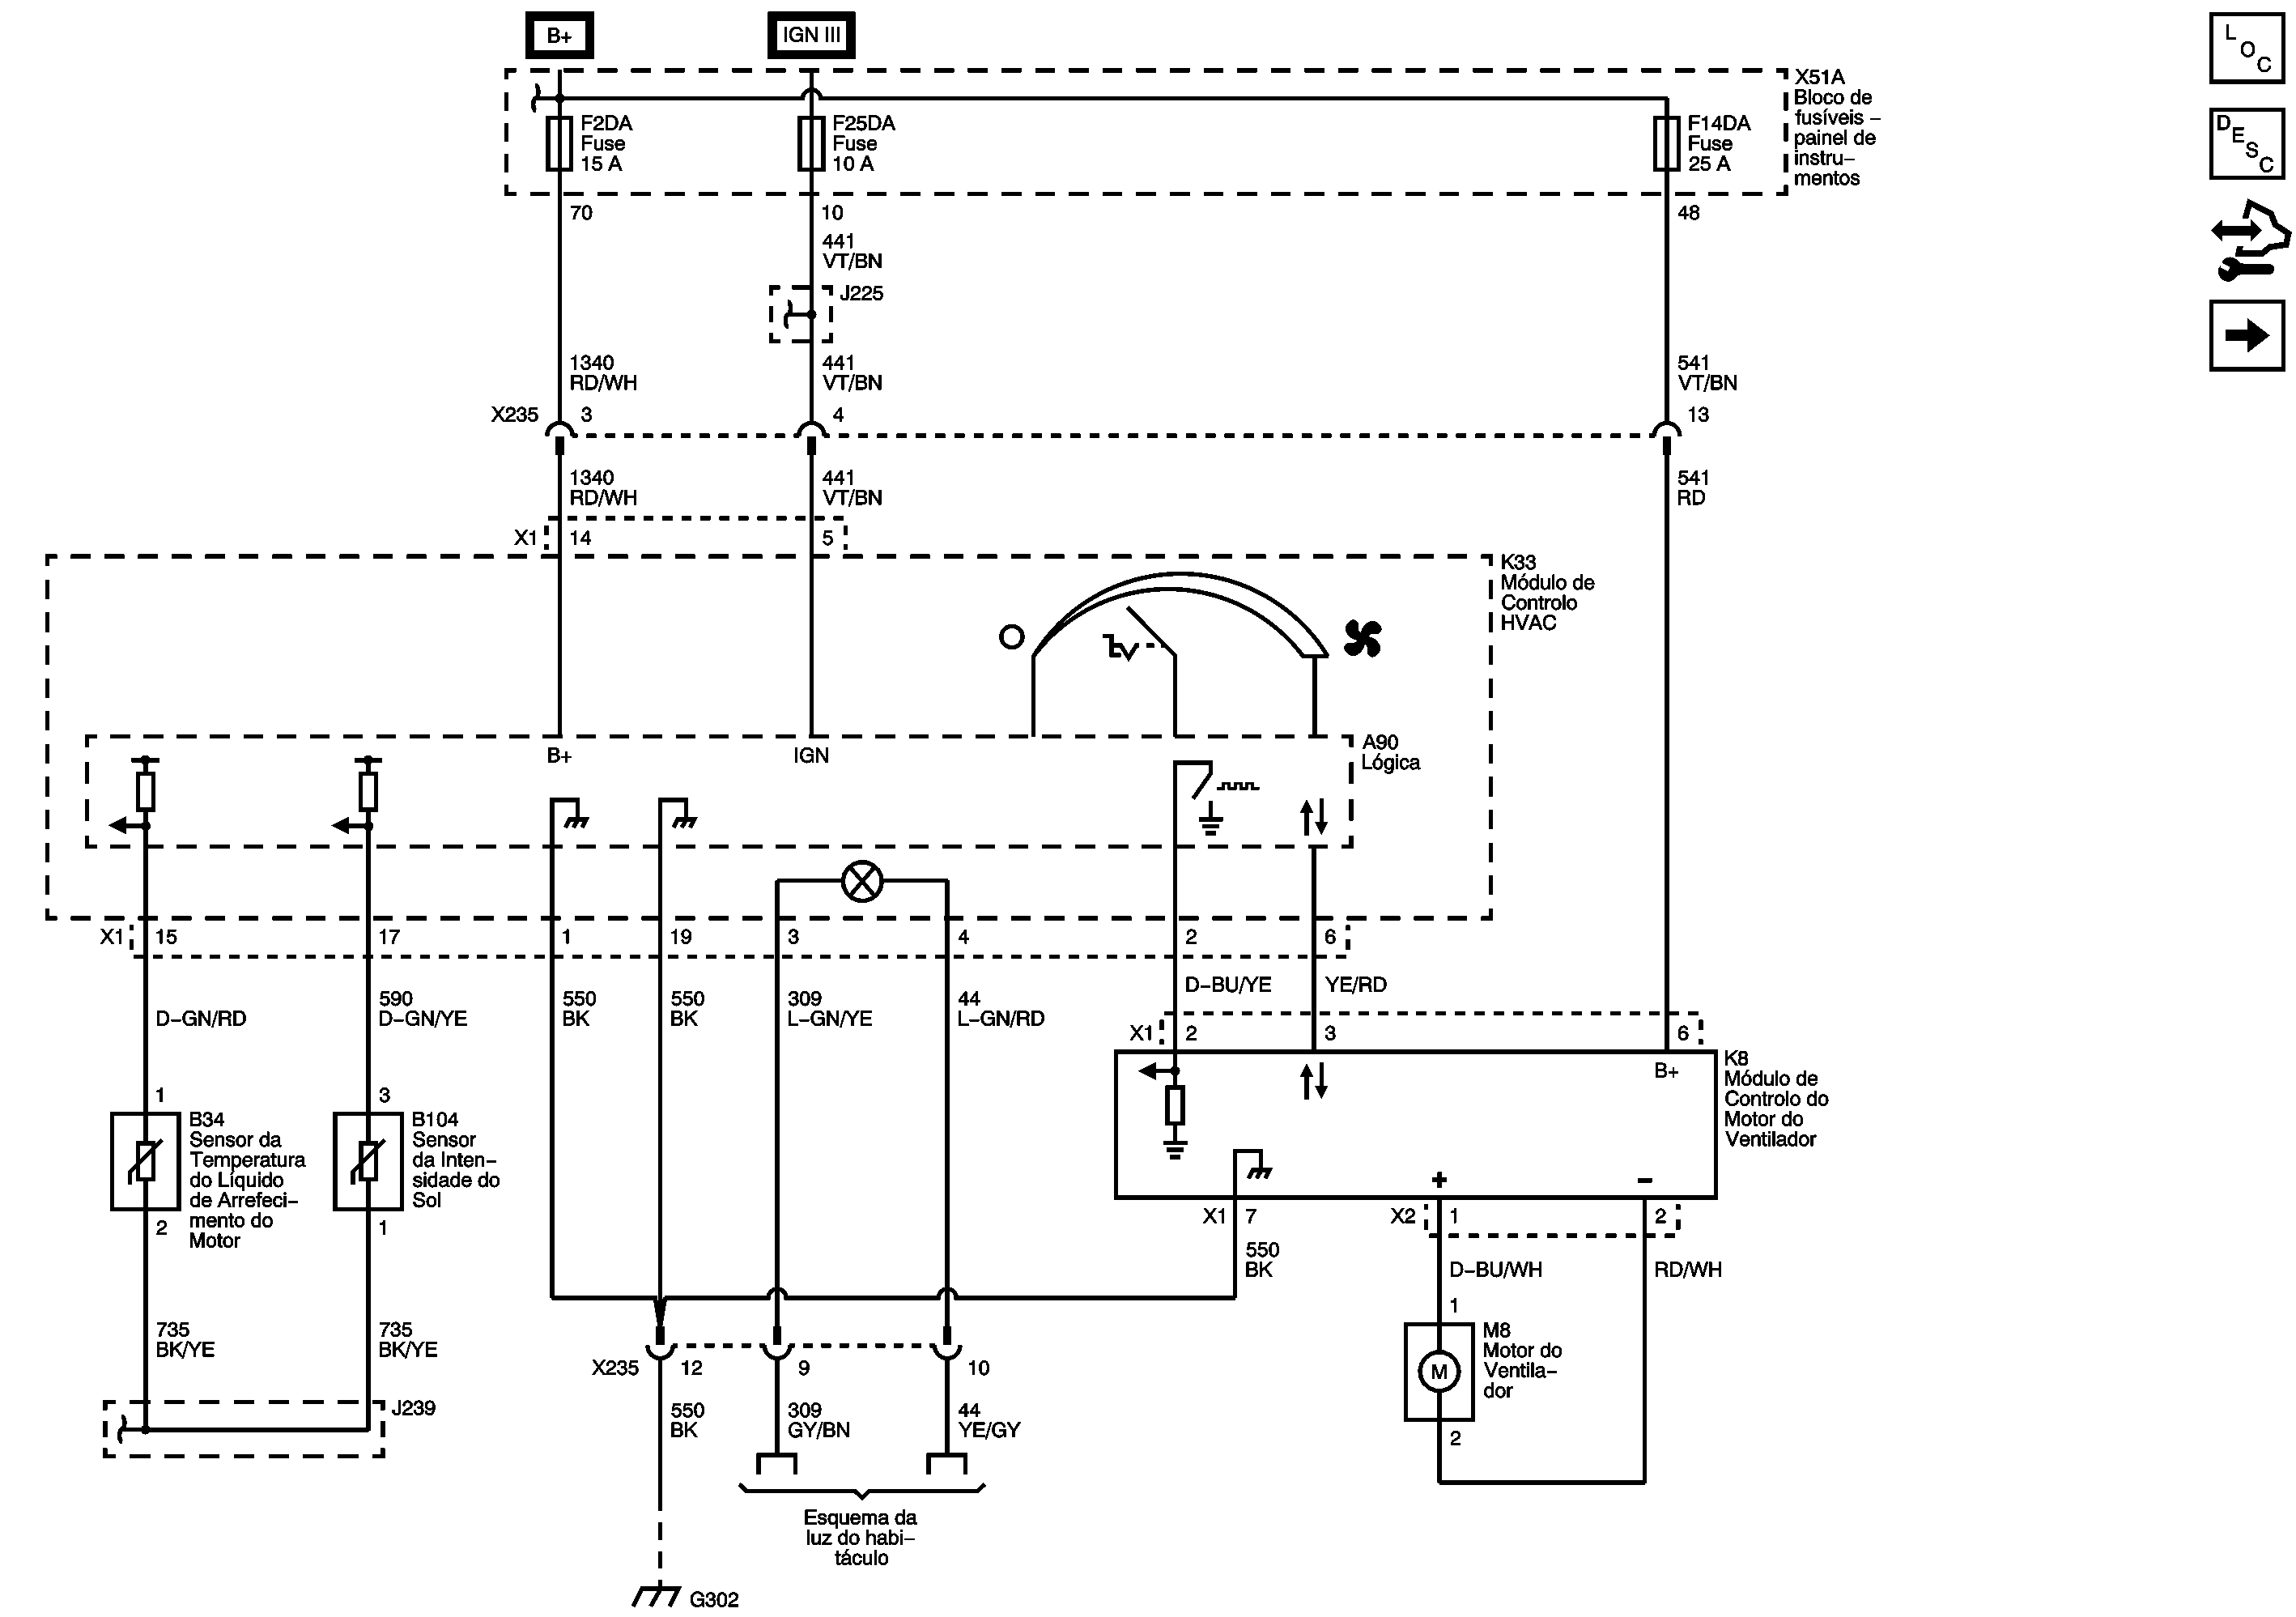 B+
IGN III
L
O
C
X51A
Bloco de
fusíveis –
painel de
instru–
mentos
F2DA
Fuse
15 A
F25DA
Fuse
10 A
F14DA
Fuse
25 A
D
E
S
C
70
10
48
441
VT/BN
J225
1340
RD/WH
441
VT/BN
541
VT/BN
X235
3
4
13
1340
RD/WH
441
VT/BN
541
RD
X1
14
5
K33
Módulo de
Controlo
HVAC
B+
IGN
A90
Lógica
X1
15
17
1
19
3
4
2
6
D–GN/RD
590
D–GN/YE
550
BK
550
BK
309
L–GN/YE
44
L–GN/RD
D–BU/YE
YE/RD
X1
2
3
6
B+
K8
Módulo de
Controlo do
Motor do
Ventilador
1
B34
Sensor da
Temperatura
do Líquido
de Arrefeci–
mento do
Motor
2
3
B104
Sensor
da Inten–
sidade do
Sol
1
+
–
X1
7
X2
1
2
550
BK
D–BU/WH
RD/WH
735
BK/YE
735
BK/YE
J239
X235
12
9
10
550
BK
309
GY/BN
44
YE/GY
1
M
M8
Motor do
Ventila–
dor
2
Esquema da
luz do habi–
táculo
G302